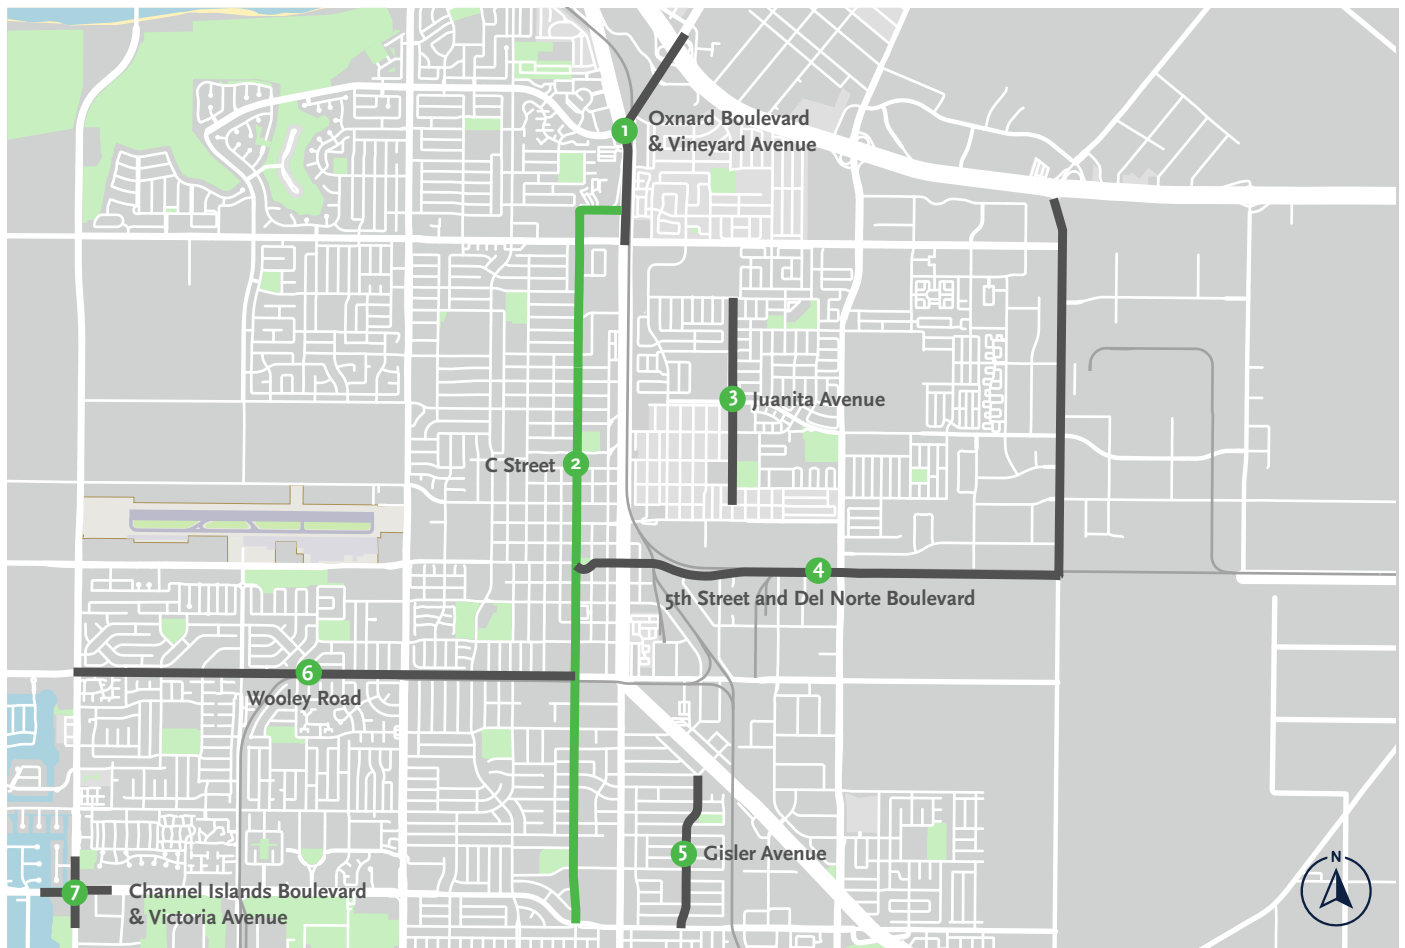 1
Oxnard Boulevard
& Vineyard Avenue
3
Juanita Avenue
C Street
2
4
5th Street and Del Norte Boulevard
6
Wooley Road
5
Gisler Avenue
7
Channel Islands Boulevard
& Victoria Avenue
N